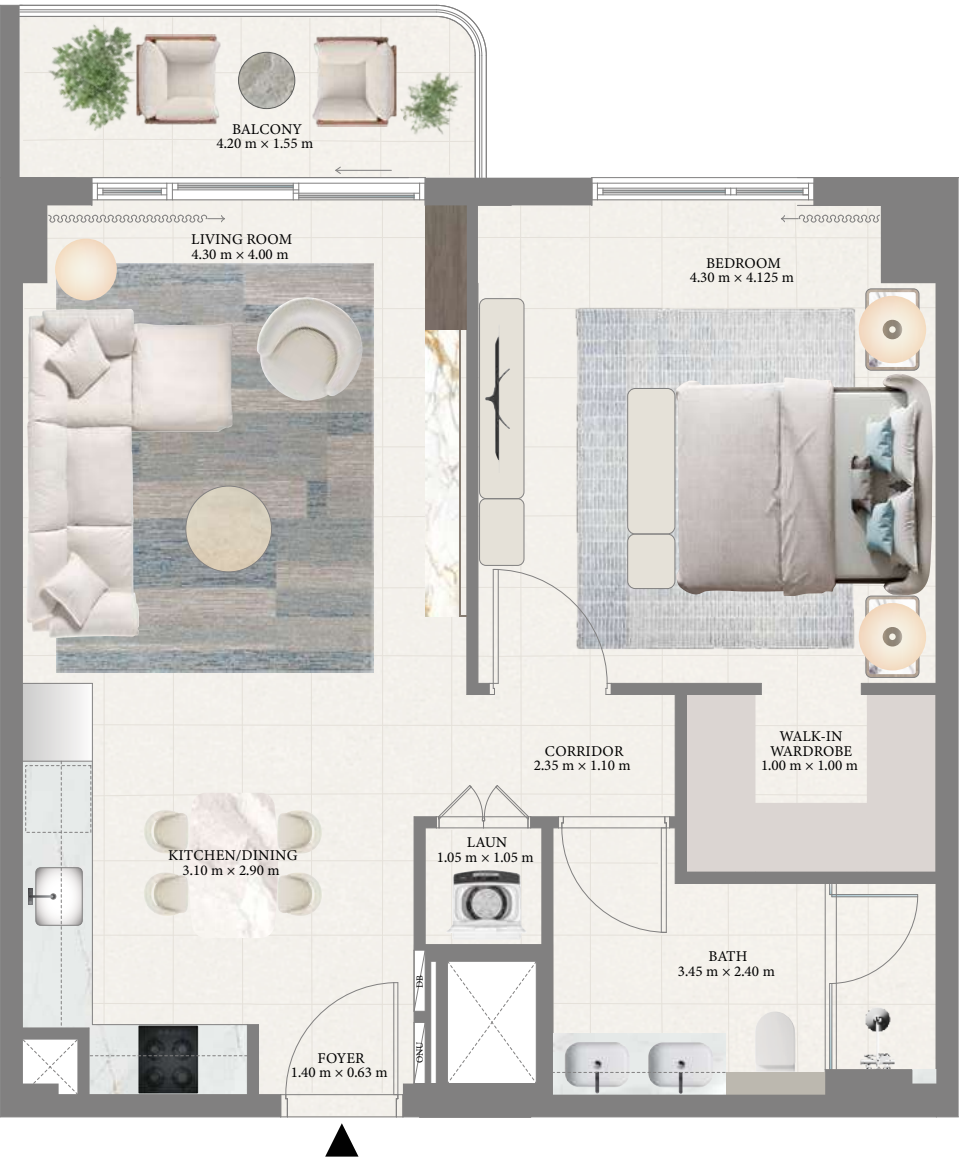 BALCONY
4.20 m × 1.55 m
LIVING ROOM
4.30 m × 4.00 m
BEDROOM
4.30 m × 4.125 m
WALK-IN
WARDROBE
1.00 m × 1.00 m
CORRIDOR
2.35 m × 1.10 m
LAUN
1.05 m × 1.05 m
KITCHEN/DINING
3.10 m × 2.90 m
BATH
3.45 m × 2.40 m
DB
ONU
FOYER
1.40 m × 0.63 m